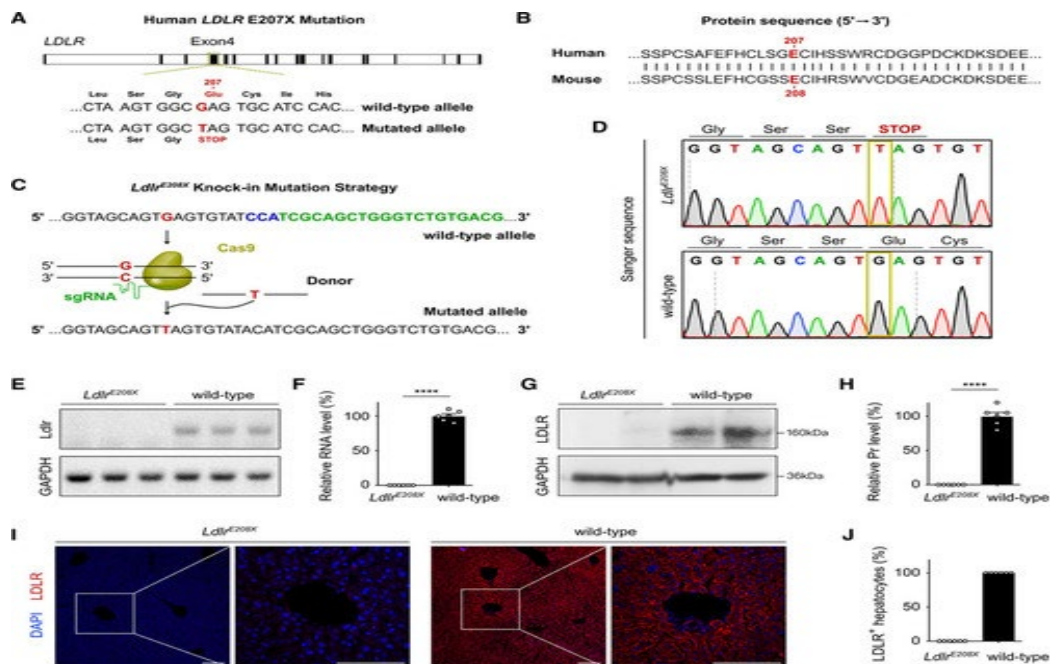 A
Human LDLR E207X Mutation
LDLR
Exon4
207
Leu Ser Gly Glu Cys Ile His
...CTA AGT GGC GAG TGC ATC CAC...
wild-type allele
...CTA AGT GGC TAG TGC ATC CAC...
Mutated allele
Leu Ser Gly STOP
B
Protein sequence (5'→ 3')
207
Human
SSPCSAFEFHCLSGECIHSSWRCDGGPDCKDKSDEE...
Mouse
SSPCSSLEFHCGSSECIHRSWVCDGEADCKDKSDEE...
208
C
Ldlr^E208X Knock-in Mutation Strategy
5' ... GGTAGCAGTGAGTGTATCCATCGCAGCTGGGTCTGTGACG... 3'
wild-type allele
Cas9
5' G 3'
3' C 5'
sgRNA
Donor
T
Mutated allele
5' ... GGTAGCAGTTAGTGTATACATCGCAGCTGGGTCTGTGACG... 3'
D
Sanger sequence
Ldlr^E208X
Gly Ser Ser STOP
G G T A G C A G T T A G T G T
wild-type
Gly Ser Ser Glu Cys
G G T A G C A G T G A G T G T
E
Ldlr^E208X wild-type
Ldlr
GAPDH
F
Relative RNA level (%)
****
100
50
0
Ldlr^E208X wild-type
G
Ldlr^E208X wild-type
LDLR
160kDa
GAPDH
36kDa
H
Relative Pr level (%)
****
100
50
0
Ldlr^E208X wild-type
I
Ldlr^E208X wild-type
DAPI LDLR
J
LDLR⁺ hepatocytes (%)
100
50
0
Ldlr^E208X wild-type